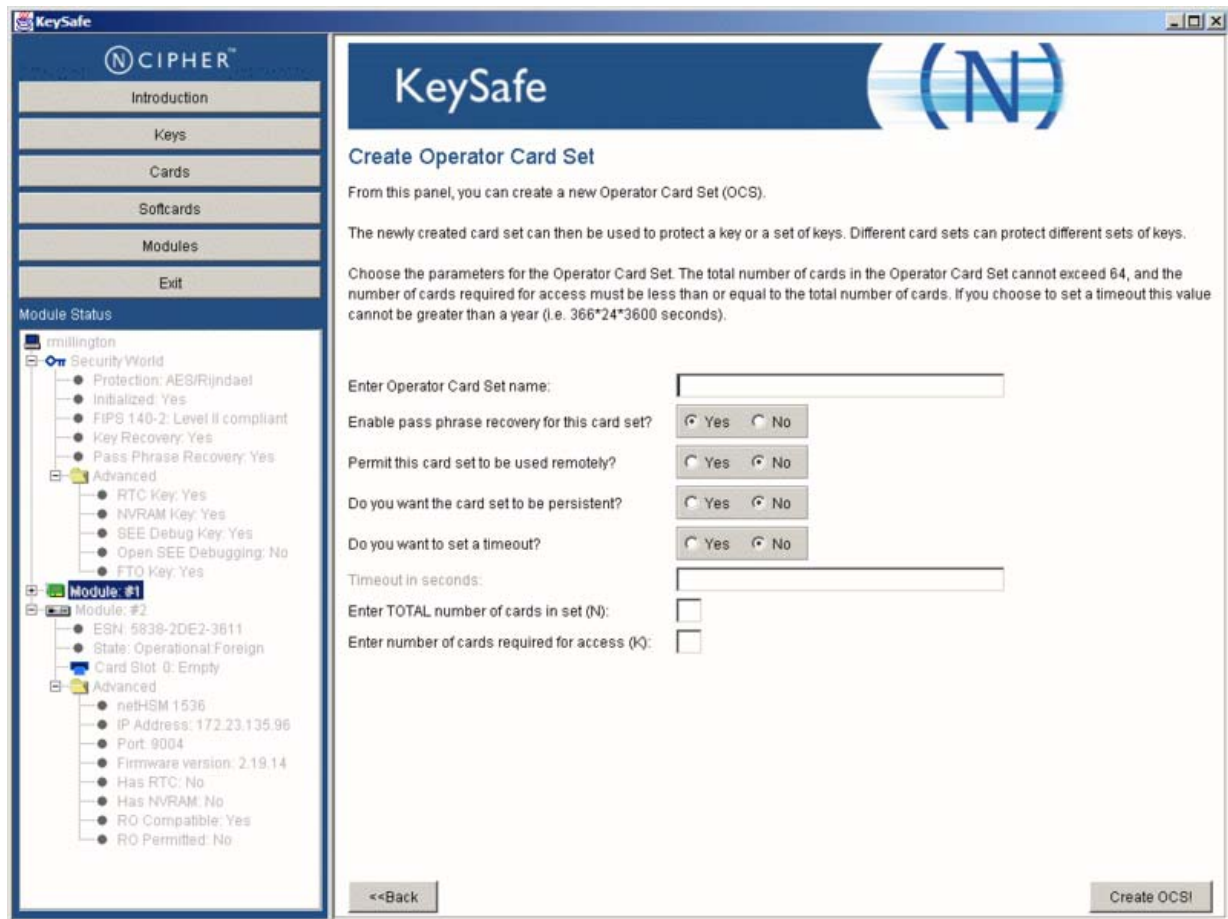 KeySafe
N CIPHER™
Introduction
Keys
Cards
Softcards
Modules
Exit
Module Status
rmillington
Security World
Protection: AES/Rijndael
Initialized: Yes
FIPS 140-2: Level II compliant
Key Recovery: Yes
Pass Phrase Recovery: Yes
Advanced
RTC Key: Yes
NVRAM Key: Yes
SEE Debug Key: Yes
Open SEE Debugging: No
FTO Key: Yes
Module: #1
Module: #2
ESN: 5838-2DE2-3611
State: Operational:Foreign
Card Slot 0: Empty
Advanced
netHSM 1536
IP Address: 172.23.135.96
Port: 9004
Firmware version: 2.19.14
Has RTC: No
Has NVRAM: No
RO Compatible: Yes
RO Permitted: No
KeySafe
(N)
Create Operator Card Set
From this panel, you can create a new Operator Card Set (OCS).
The newly created card set can then be used to protect a key or a set of keys. Different card sets can protect different sets of keys.
Choose the parameters for the Operator Card Set. The total number of cards in the Operator Card Set cannot exceed 64, and the
number of cards required for access must be less than or equal to the total number of cards. If you choose to set a timeout this value
cannot be greater than a year (i.e. 366*24*3600 seconds).
Enter Operator Card Set name:
Enable pass phrase recovery for this card set? Yes No
Permit this card set to be used remotely? Yes No
Do you want the card set to be persistent? Yes No
Do you want to set a timeout? Yes No
Timeout in seconds:
Enter TOTAL number of cards in set (N):
Enter number of cards required for access (K):
<<Back
Create OCS!